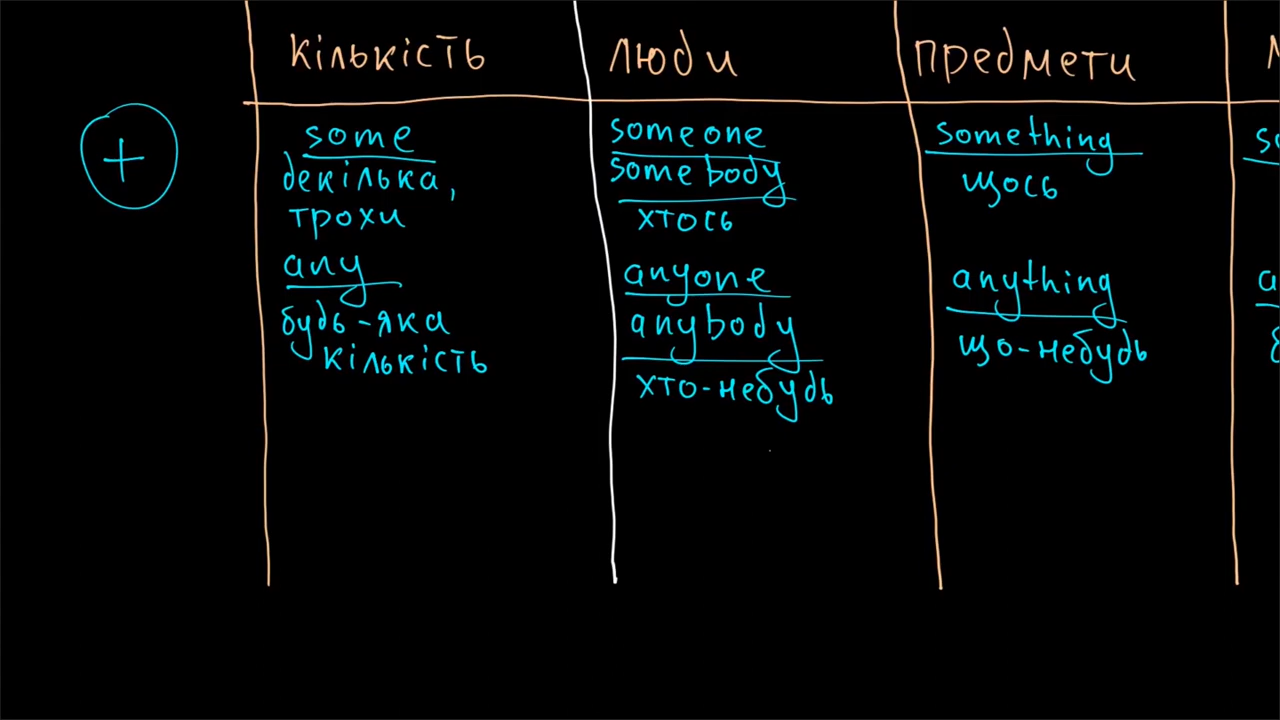 кількість
люди
предмети
+
some
декілька,
трохи
any
будь-яка
кількість
someone
somebody
хтось
anyone
anybody
хто-небудь
something
щось
anything
що-небудь